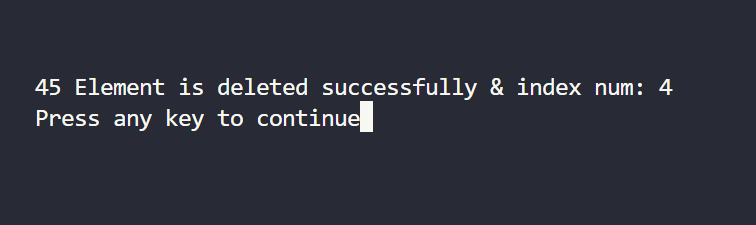 45 Element is deleted successfully & index num: 4
Press any key to continue